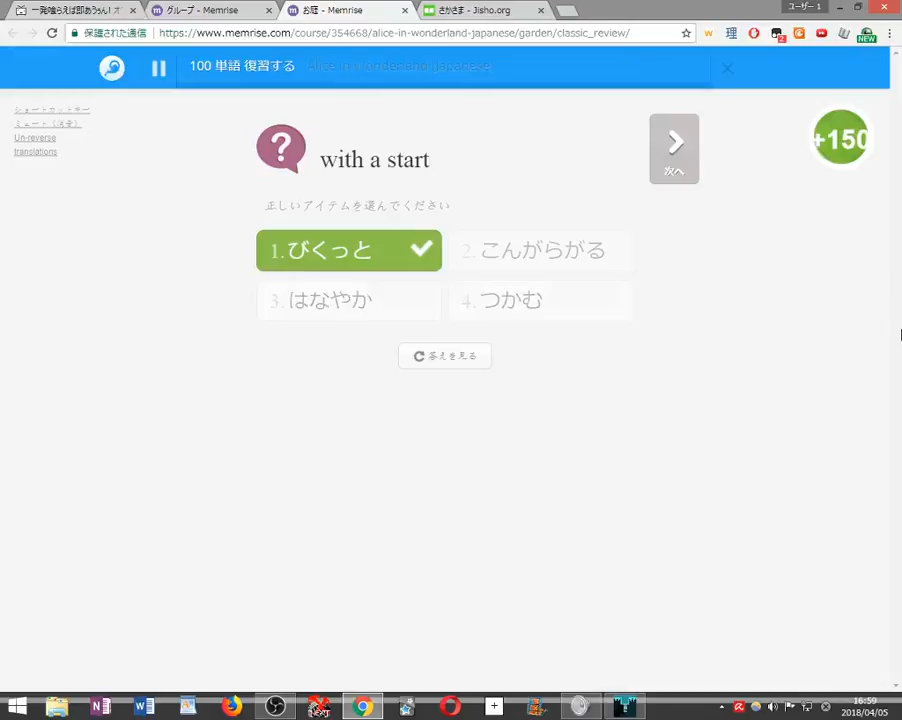 一発喰らえば即あうぅん!
グループ - Memrise
お庭 - Memrise
さかさま - Jisho.org
ユーザー 1
保護された通信
https://www.memrise.com/course/354668/alice-in-wonderland-japanese/garden/classic_review/
100 単語 復習する
Alice in wonderland japanese
ショートカットキー
ミュート (消音)
Un-reverse
translations
with a start
次へ
+150
正しいアイテムを選んでください
1. びくっと
2. こんがらがる
3. はなやか
4. つかむ
答えを見る
16:59
2018/04/05